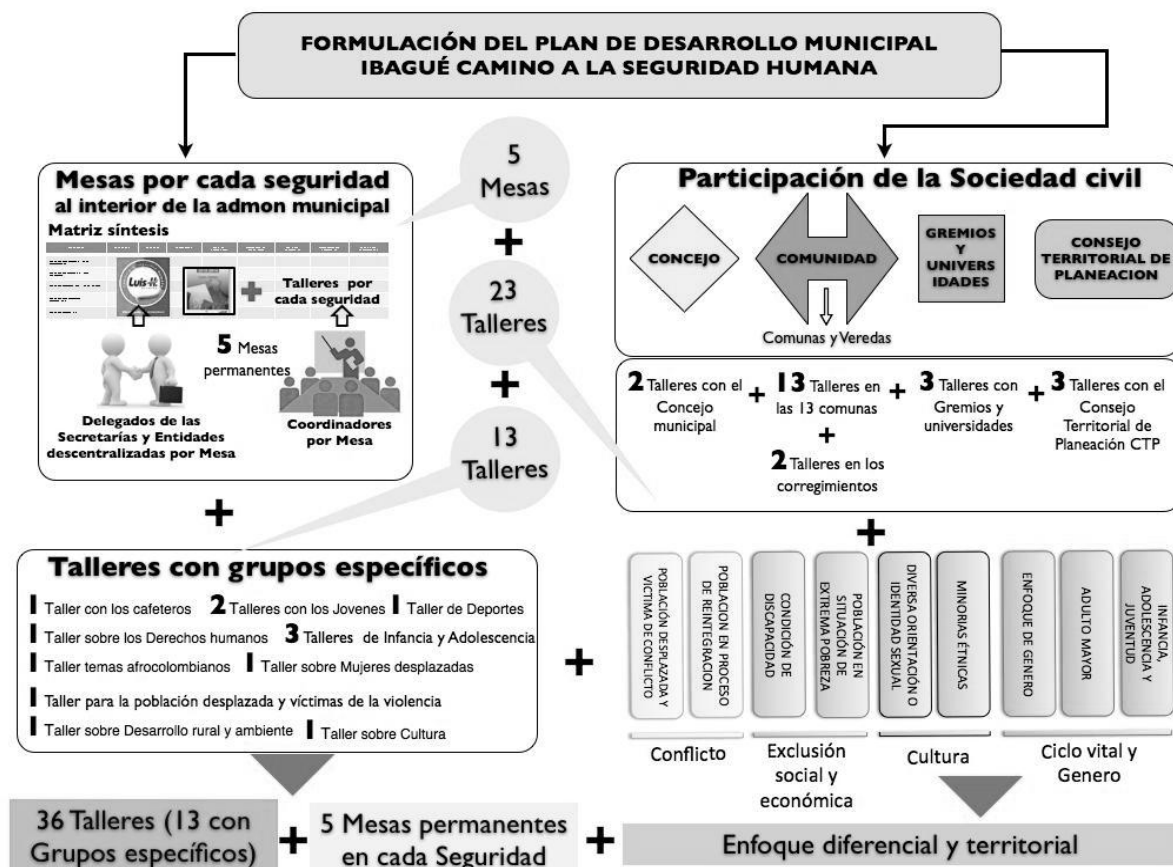 FORMULACIÓN DEL PLAN DE DESARROLLO MUNICIPAL
IBAGUÉ CAMINO A LA SEGURIDAD HUMANA
Mesas por cada seguridad
al interior de la admon municipal
Matriz síntesis
Luis-H
Talleres por
cada seguridad
5 Mesas
permanentes
Delegados de las
Secretarías y Entidades
descentralizadas por Mesa
Coordinadores
por Mesa
5
Mesas
+
23
Talleres
+
13
Talleres
Participación de la Sociedad civil
CONCEJO
COMUNIDAD
GREMIOS
Y
UNIVERS
IDADES
CONSEJO
TERRITORIAL DE
PLANEACION
Comunas y Veredas
2 Talleres con el
Concejo
municipal
+
13 Talleres en
las 13 comunas
+
2 Talleres en los
corregimientos
+
3 Talleres con
Gremios y
universidades
+
3 Talleres con el
Consejo
Territorial de
Planeación CTP
+
+
Talleres con grupos específicos
1 Taller con los cafeteros 2 Talleres con los Jovenes 1 Taller de Deportes
1 Taller sobre los Derechos humanos 3 Talleres de Infancia y Adolescencia
1 Taller temas afrocolombianos 1 Taller sobre Mujeres desplazadas
1 Taller para la población desplazada y víctimas de la violencia
1 Taller sobre Desarrollo rural y ambiente 1 Taller sobre Cultura
+
POBLACIÓN DESPLAZADA Y
VICTIMA DE CONFLICTO
POBLACION EN PROCESO
DE REINTEGRACION
CONDICIÓN DE
DISCAPACIDAD
POBLACIÓN EN
SITUACIÓN DE
EXTREMA POBREZA
DIVERSA ORIENTACIÓN O
IDENTIDAD SEXUAL
MINORIAS ÉTNICAS
ENFOQUE DE GENERO
ADULTO MAYOR
INFANCIA,
ADOLESCENCIA Y
JUVENTUD
Conflicto
Exclusión
social y
económica
Cultura
Ciclo vital y
Genero
36 Talleres (13 con
Grupos específicos)
+
5 Mesas permanentes
en cada Seguridad
+
Enfoque diferencial y territorial